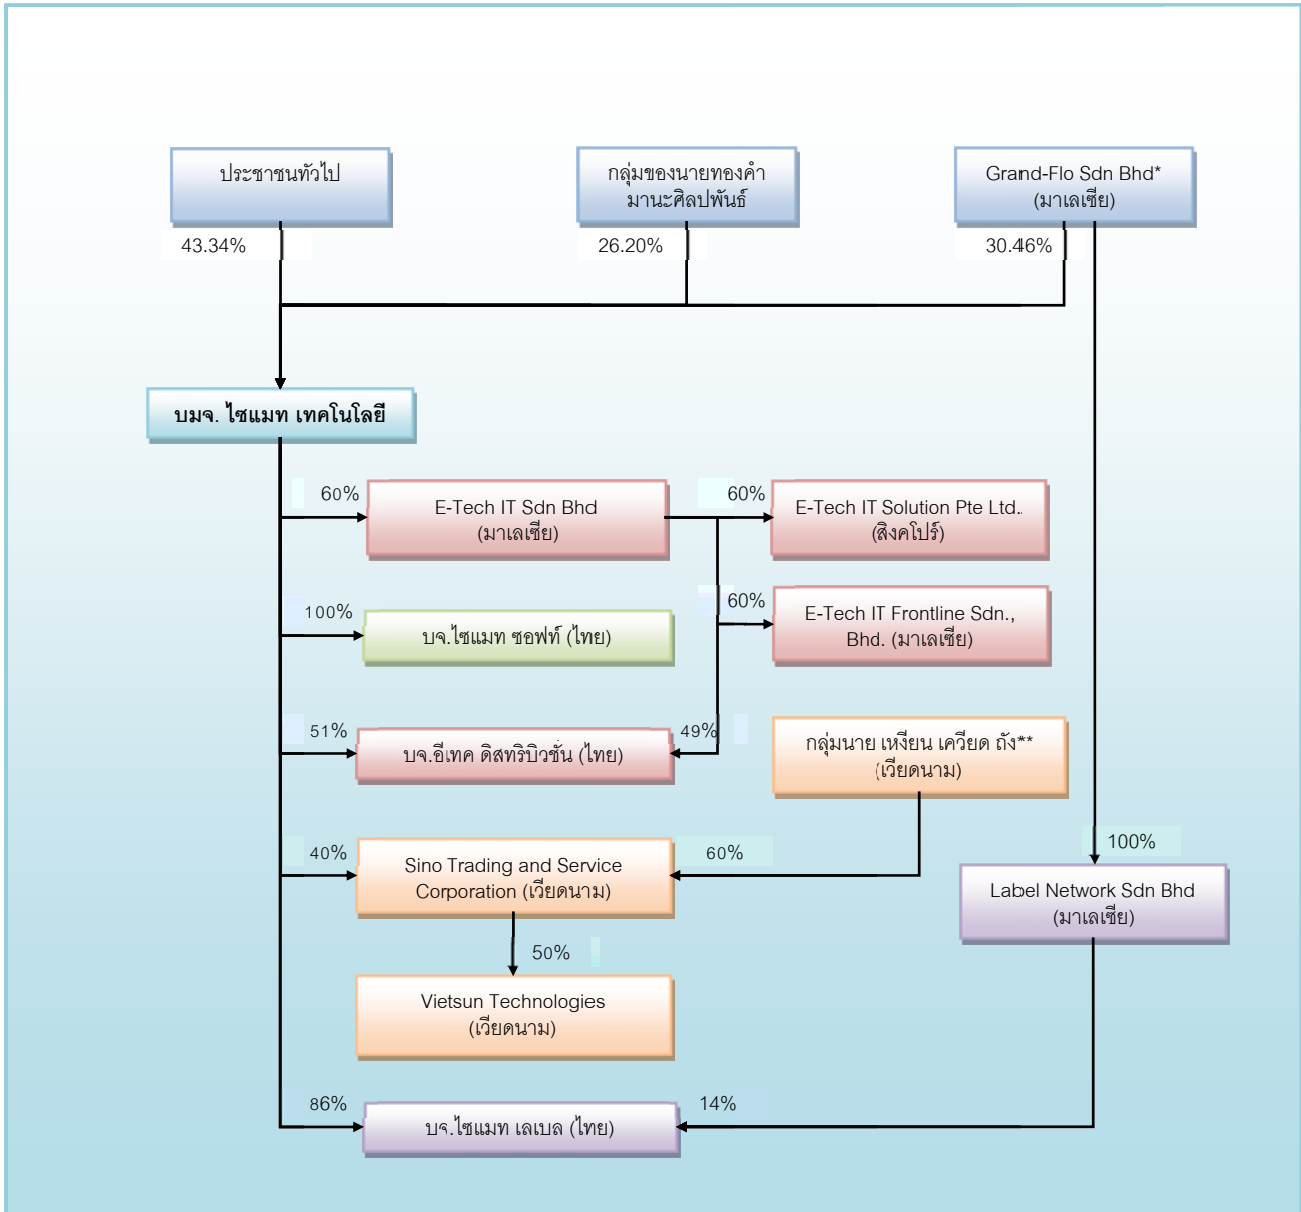 ประชาชนทั่วไป
กลุ่มของนายทองคำ
มานะศิลปพันธ์
Grand-Flo Sdn Bhd*
(มาเลเซีย)
43.34%
26.20%
30.46%
บมจ. ไซแมท เทคโนโลยี
60%
E-Tech IT Sdn Bhd
(มาเลเซีย)
60%
E-Tech IT Solution Pte Ltd..
(สิงคโปร์)
100%
บจ.ไซแมท ซอฟท์ (ไทย)
60%
E-Tech IT Frontline Sdn.,
Bhd. (มาเลเซีย)
51%
บจ.อีเทค ดิสทริบิวชั่น (ไทย)
49%
กลุ่มนาย เหงียน เควียด ถัง**
(เวียดนาม)
40%
Sino Trading and Service
Corporation (เวียดนาม)
60%
100%
Label Network Sdn Bhd
(มาเลเซีย)
50%
Vietsun Technologies
(เวียดนาม)
86%
บจ.ไซแมท เลเบล (ไทย)
14%